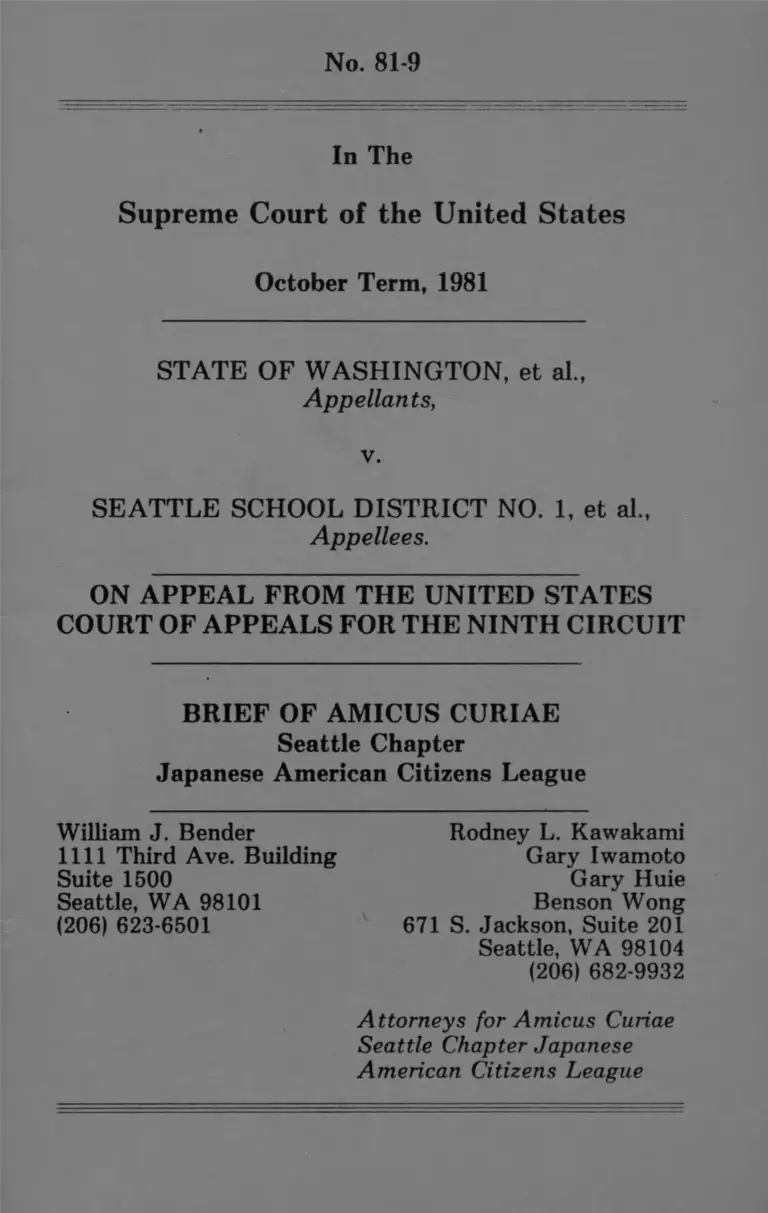 No. 81-9
In The
Supreme Court of the United States
October Term, 1981
STATE OF WASHINGTON, et al.,
Appellants,
v.
SEATTLE SCHOOL DISTRICT NO. 1, et al.,
Appellees.
ON APPEAL FROM THE UNITED STATES
COURT OF APPEALS FOR THE NINTH CIRCUIT
BRIEF OF AMICUS CURIAE
Seattle Chapter
Japanese American Citizens League
William J. Bender
1111 Third Ave. Building
Suite 1500
Seattle, WA 98101
(206) 623-6501
Rodney L. Kawakami
Gary Iwamoto
Gary Huie
Benson Wong
671 S. Jackson, Suite 201
Seattle, WA 98104
(206) 682-9932
Attorneys for Amicus Curiae
Seattle Chapter Japanese
American Citizens League